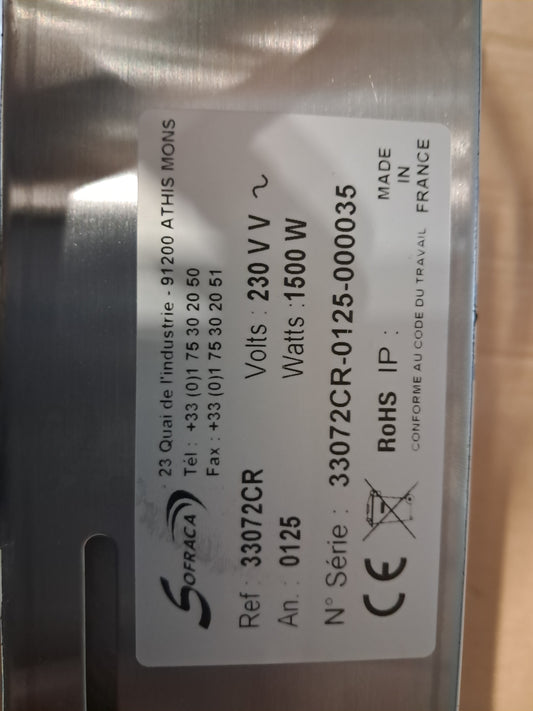 SOFRACA
23 Quai de l'industrie - 91200 ATHIS MONS
Tél : +33 (0)1 75 30 20 50
Fax : +33 (0)1 75 30 20 51
Ref : 33072CR Volts : 230 V V ~
An. : 0125 Watts :1500 W
N° Série : 33072CR-0125-000035
CE RoHS IP : MADE IN FRANCE
CONFORME AU CODE DU TRAVAIL